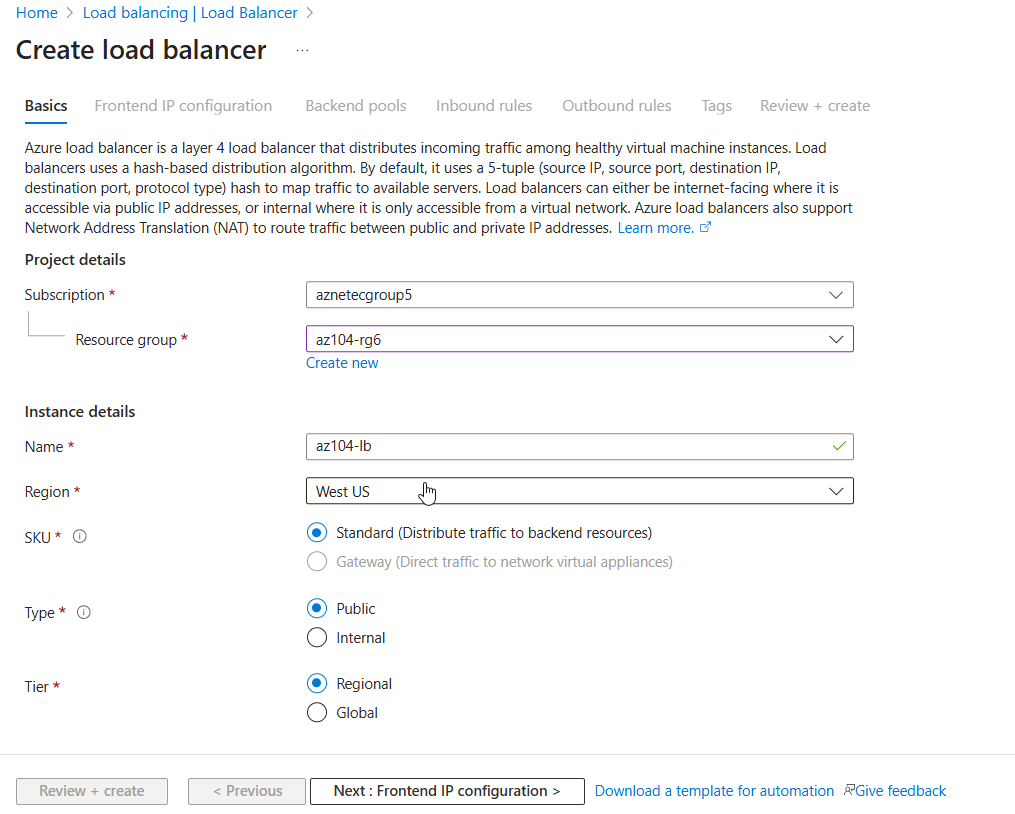 Home > Load balancing | Load Balancer >
Create load balancer ...
Basics Frontend IP configuration Backend pools Inbound rules Outbound rules Tags Review + create
Azure load balancer is a layer 4 load balancer that distributes incoming traffic among healthy virtual machine instances. Load
balancers uses a hash-based distribution algorithm. By default, it uses a 5-tuple (source IP, source port, destination IP,
destination port, protocol type) hash to map traffic to available servers. Load balancers can either be internet-facing where it is
accessible via public IP addresses, or internal where it is only accessible from a virtual network. Azure load balancers also support
Network Address Translation (NAT) to route traffic between public and private IP addresses. Learn more.
Project details
Subscription * aznetecgroup5
Resource group * az104-rg6
Create new
Instance details
Name * az104-lb
Region * West US
SKU * Standard (Distribute traffic to backend resources)
Gateway (Direct traffic to network virtual appliances)
Type * Public
Internal
Tier * Regional
Global
Review + create < Previous Next : Frontend IP configuration > Download a template for automation Give feedback